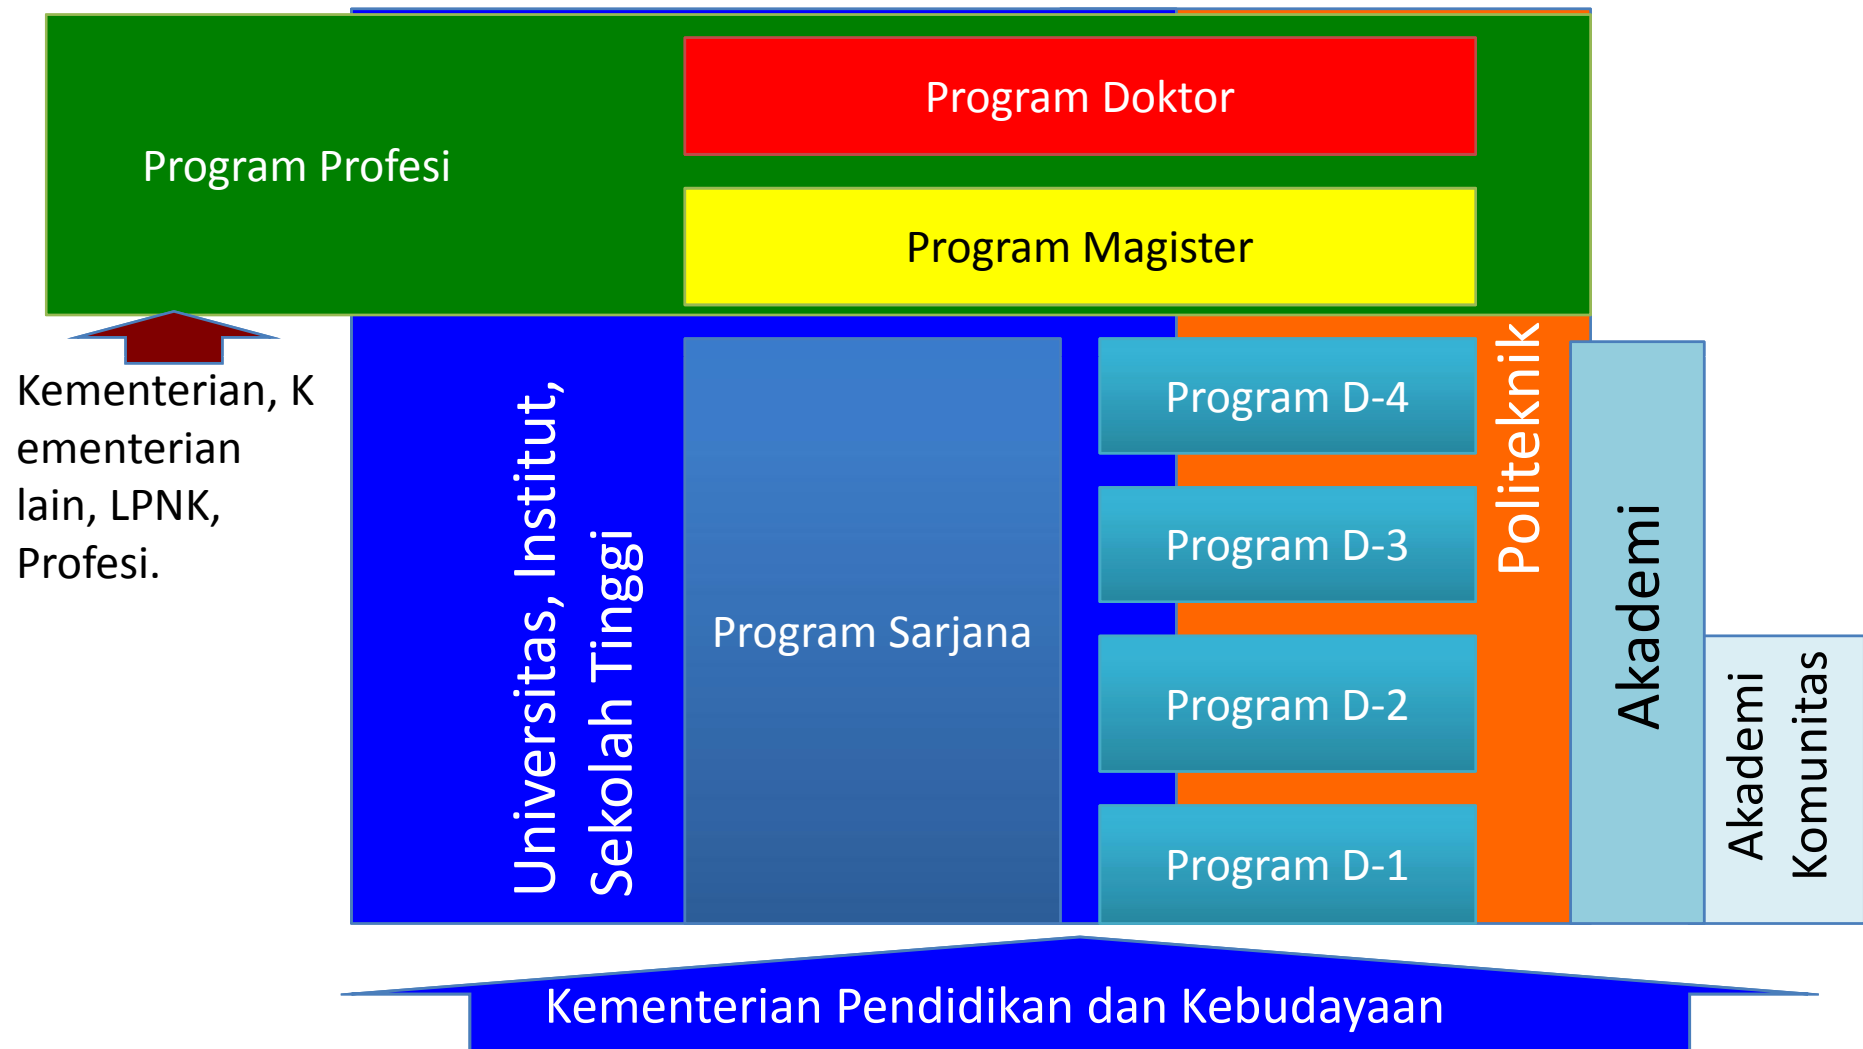 Program Doktor
Program Profesi
Program Magister
Kementerian, K
ementerian
lain, LPNK,
Profesi.
Universitas, Institut,
Sekolah Tinggi
Program Sarjana
Program D-4
Program D-3
Program D-2
Program D-1
Politeknik
Akademi
Akademi
Komunitas
Kementerian Pendidikan dan Kebudayaan